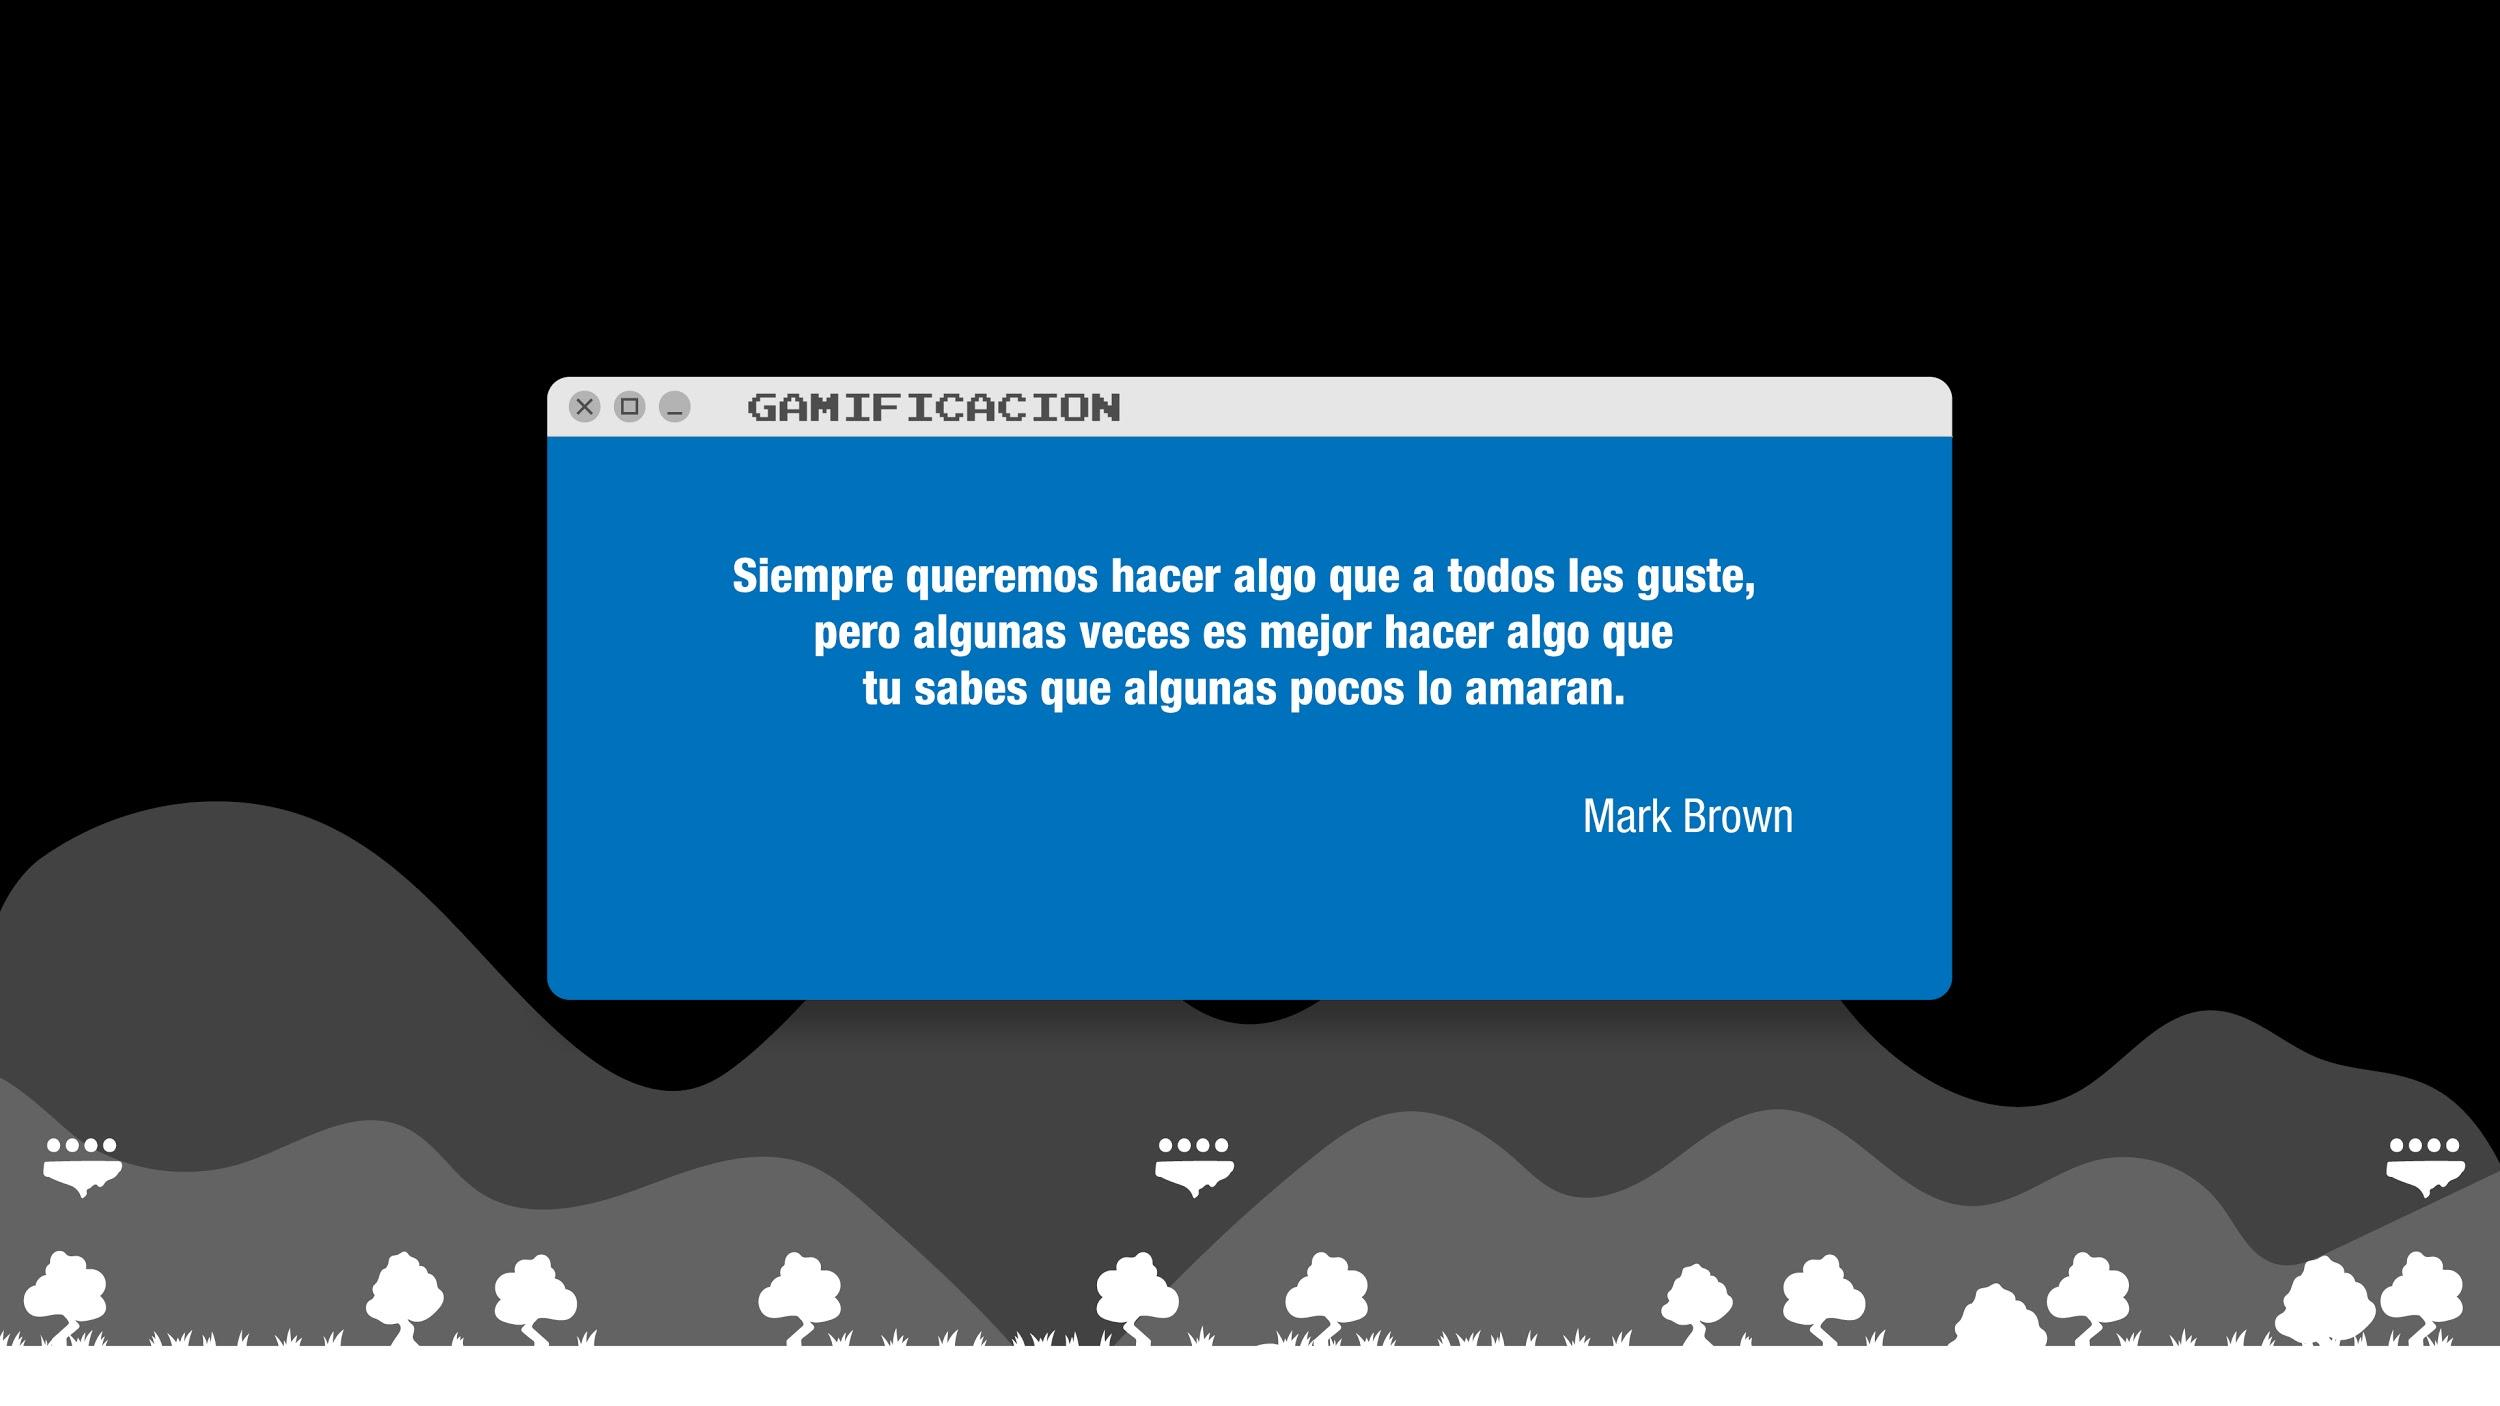 GAMIFICACION
Siempre queremos hacer algo que a todos les guste,
pero algunas veces es mejor hacer algo que
tu sabes que algunas pocos lo amaran.
Mark Brown